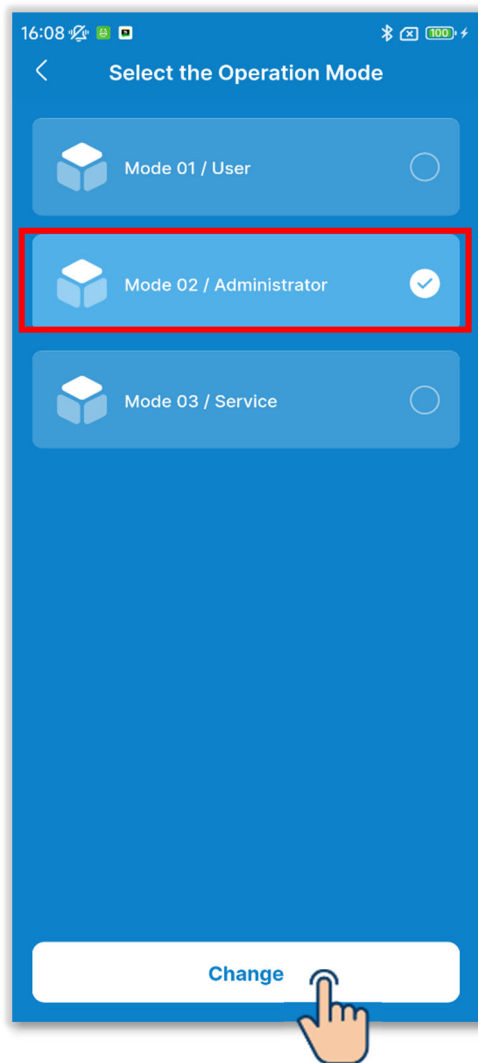 16:08
100
Select the Operation Mode
Mode 01 / User
Mode 02 / Administrator
Mode 03 / Service
Change